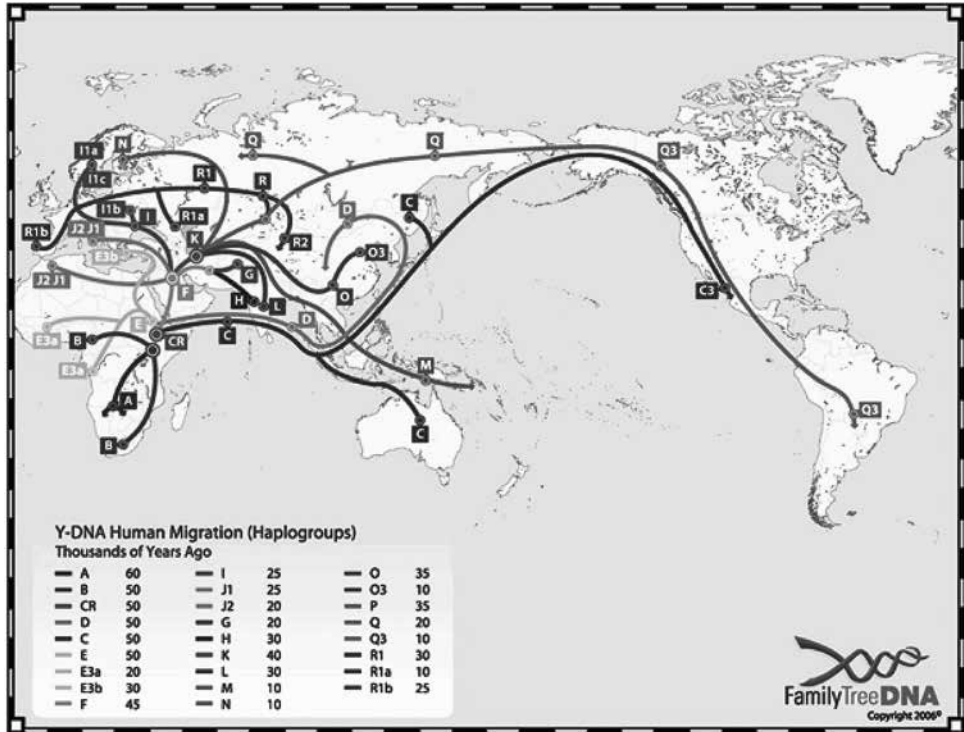 Q
Q
Q3
I1a
N
I1c
R1
R
C
I1b
I
R1a
D
R1b
J2 J1
K
R2
O3
E3b
J2 J1
F
G
H
L
O
C3
E
D
E3a
B
CR
C
E3a
M
A
Q3
B
C
Y-DNA Human Migration (Haplogroups)
Thousands of Years Ago
A 60 I 25 O 35
B 50 J1 25 O3 10
CR 50 J2 20 P 35
D 50 G 20 Q 20
C 50 H 30 Q3 10
E 50 K 40 R1 30
E3a 20 L 30 R1a 10
E3b 30 M 10 R1b 25
F 45 N 10
FamilyTreeDNA
Copyright 2006©